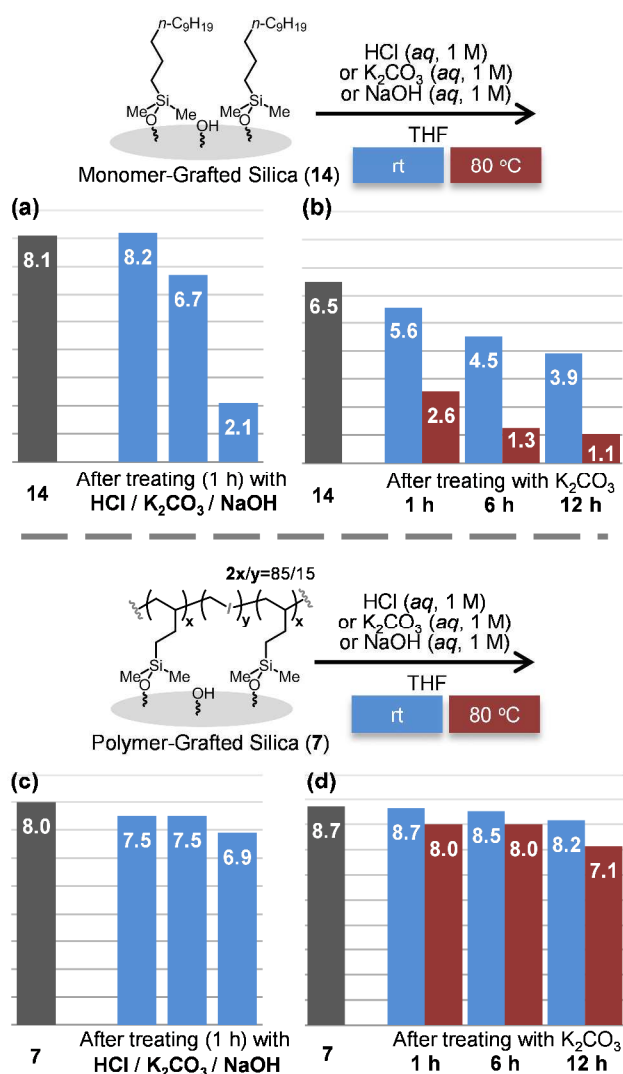 n-C₉H₁₉ n-C₉H₁₉
Me Si Me Me Si Me
O OH O
HCl (aq, 1 M)
or K₂CO₃ (aq, 1 M)
or NaOH (aq, 1 M)
THF
rt 80 °C
Monomer-Grafted Silica (14)
(a)
8.1 8.2 6.7 2.1
14
After treating (1 h) with
HCl / K₂CO₃ / NaOH
(b)
6.5 5.6 2.6 4.5 1.3 3.9 1.1
14
After treating with K₂CO₃
1 h 6 h 12 h
2x/y=85/15
x y x
Me Si Me Me Si Me
O OH O
HCl (aq, 1 M)
or K₂CO₃ (aq, 1 M)
or NaOH (aq, 1 M)
THF
rt 80 °C
Polymer-Grafted Silica (7)
(c)
8.0 7.5 7.5 6.9
7
After treating (1 h) with
HCl / K₂CO₃ / NaOH
(d)
8.7 8.7 8.0 8.5 8.0 8.2 7.1
7
After treating with K₂CO₃
1 h 6 h 12 h